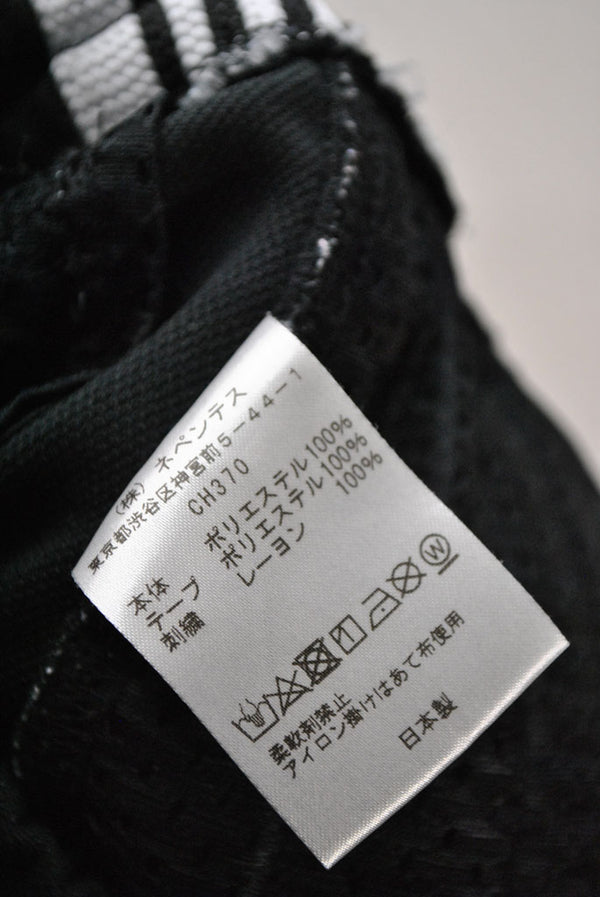 (株) ネペンテス
東京都渋谷区神宮前5-44-1
CH370
本体 ポリエステル100%
テープ ポリエステル100%
刺繍 レーヨン 100%
W
柔軟剤禁止
アイロン掛けはあて布使用
日本製